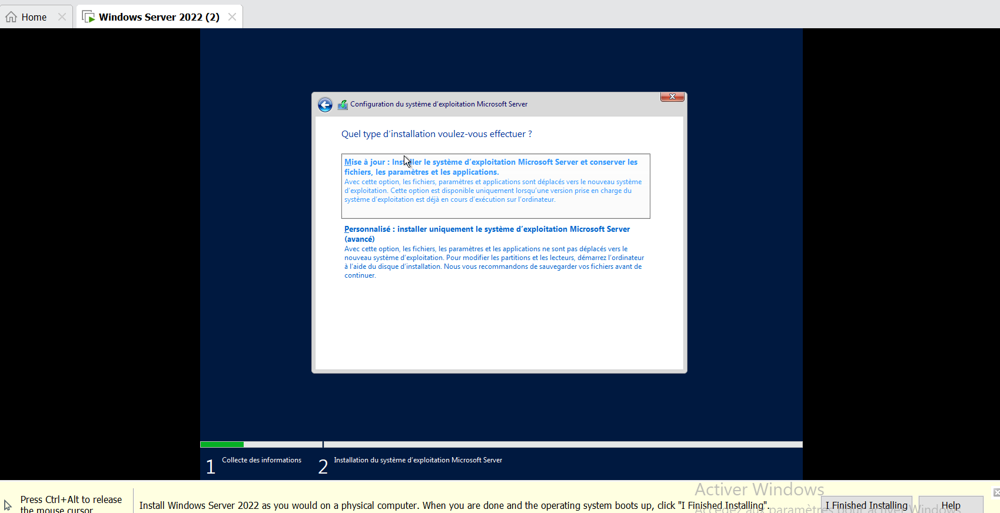 Home
Windows Server 2022 (2)
Configuration du système d'exploitation Microsoft Server
Quel type d'installation voulez-vous effectuer ?
Mise à jour : Installer le système d'exploitation Microsoft Server et conserver les
fichiers, les paramètres et les applications.
Avec cette option, les fichiers, paramètres et applications sont déplacés vers le nouveau système
d'exploitation. Cette option est disponible uniquement lorsqu'une version prise en charge du
système d'exploitation est déjà en cours d'exécution sur l'ordinateur.
Personnalisé : installer uniquement le système d'exploitation Microsoft Server
(avancé)
Avec cette option, les fichiers, les paramètres et les applications ne sont pas déplacés vers le
nouveau système d'exploitation. Pour modifier les partitions et les lecteurs, démarrez l'ordinateur
à l'aide du disque d'installation. Nous vous recommandons de sauvegarder vos fichiers avant de
continuer.
1 Collecte des informations
2 Installation du système d'exploitation Microsoft Server
Activer Windows
Accédez aux paramètres pour activer Windows
Press Ctrl+Alt to release
the mouse cursor
Install Windows Server 2022 as you would on a physical computer. When you are done and the operating system boots up, click "I Finished Installing".
I Finished Installing
Help